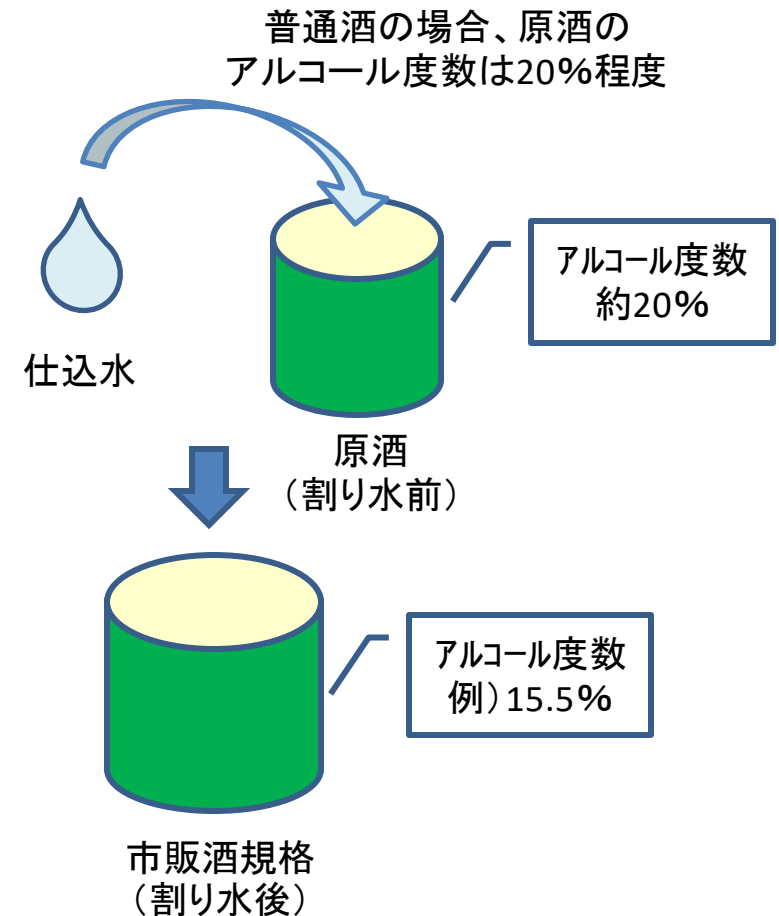 普通酒の場合、原酒の
アルコール度数は20%程度
アルコール度数
約20%
仕込水
原酒
（割り水前）
アルコール度数
例）15.5%
市販酒規格
（割り水後）